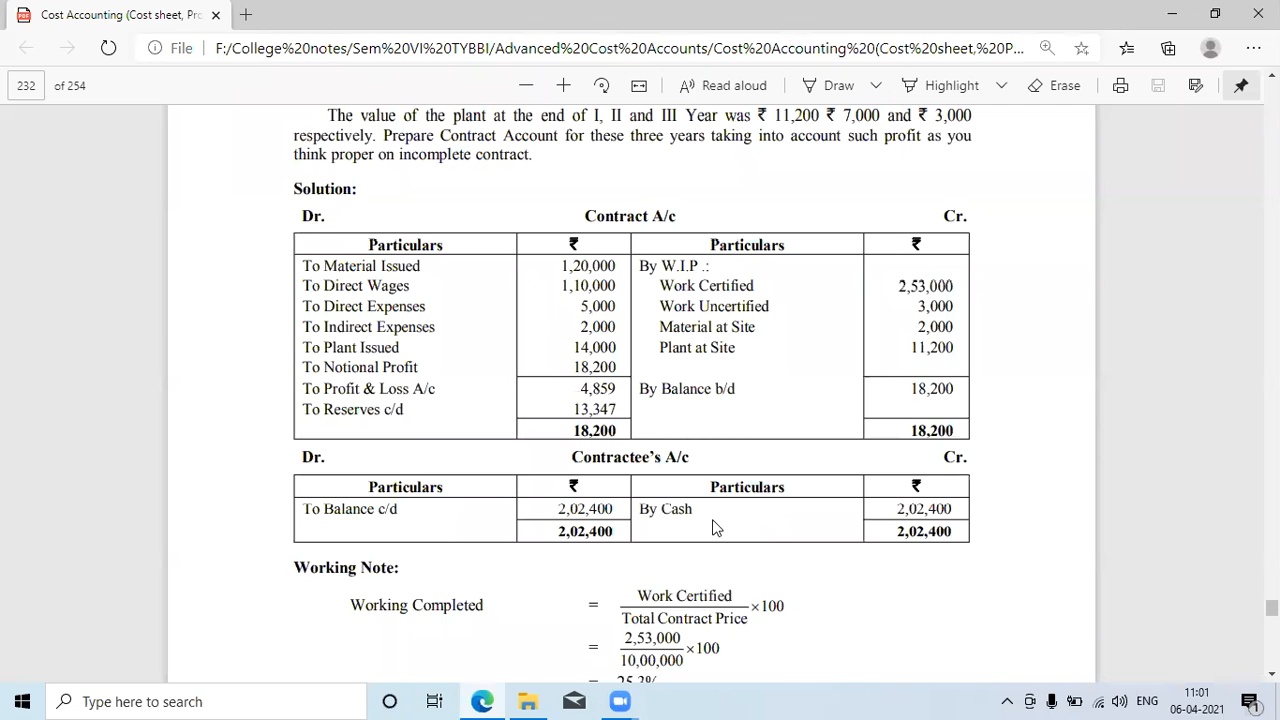 Cost Accounting (Cost sheet, Pro
File F:/College%20notes/Sem%20VI%20TYBBI/Advanced%20Cost%20Accounts/Cost%20Accounting%20(Cost%20sheet,%20P...
232 of 254 Read aloud Draw Highlight Erase
The value of the plant at the end of I, II and III Year was ₹ 11,200 ₹ 7,000 and ₹ 3,000
respectively. Prepare Contract Account for these three years taking into account such profit as you
think proper on incomplete contract.
Solution:
Dr. Contract A/c Cr.
Particulars ₹ Particulars ₹
To Material Issued 1,20,000 By W.I.P .:
To Direct Wages 1,10,000 Work Certified 2,53,000
To Direct Expenses 5,000 Work Uncertified 3,000
To Indirect Expenses 2,000 Material at Site 2,000
To Plant Issued 14,000 Plant at Site 11,200
To Notional Profit 18,200
To Profit & Loss A/c 4,859 By Balance b/d 18,200
To Reserves c/d 13,347
18,200 18,200
Dr. Contractee's A/c Cr.
Particulars ₹ Particulars ₹
To Balance c/d 2,02,400 By Cash 2,02,400
2,02,400 2,02,400
Working Note:
Working Completed = Work Certified
Total Contract Price ×100
= 2,53,000
10,00,000 ×100
Type here to search ENG 11:01
06-04-2021